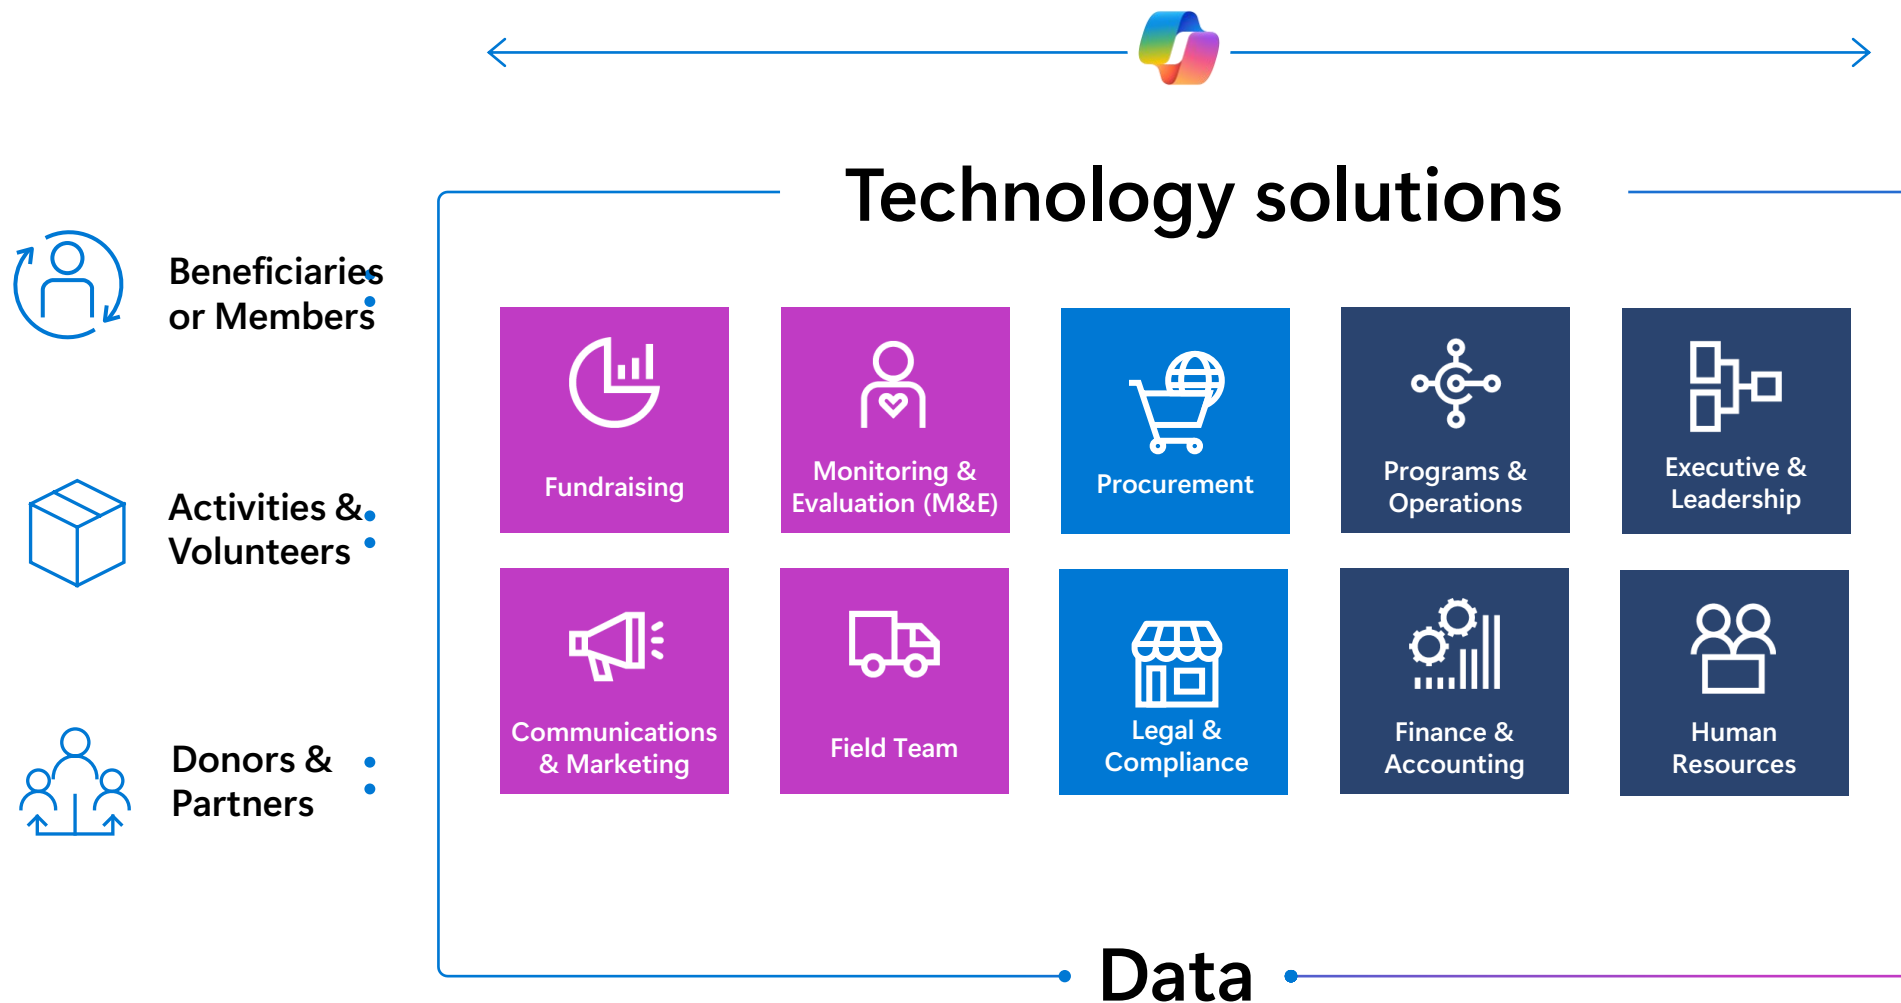 Technology solutions
Beneficiaries
or Members
Activities &
Volunteers
Donors &
Partners
Fundraising
Monitoring &
Evaluation (M&E)
Procurement
Programs &
Operations
Executive &
Leadership
Communications
& Marketing
Field Team
Legal &
Compliance
Finance &
Accounting
Human
Resources
Data